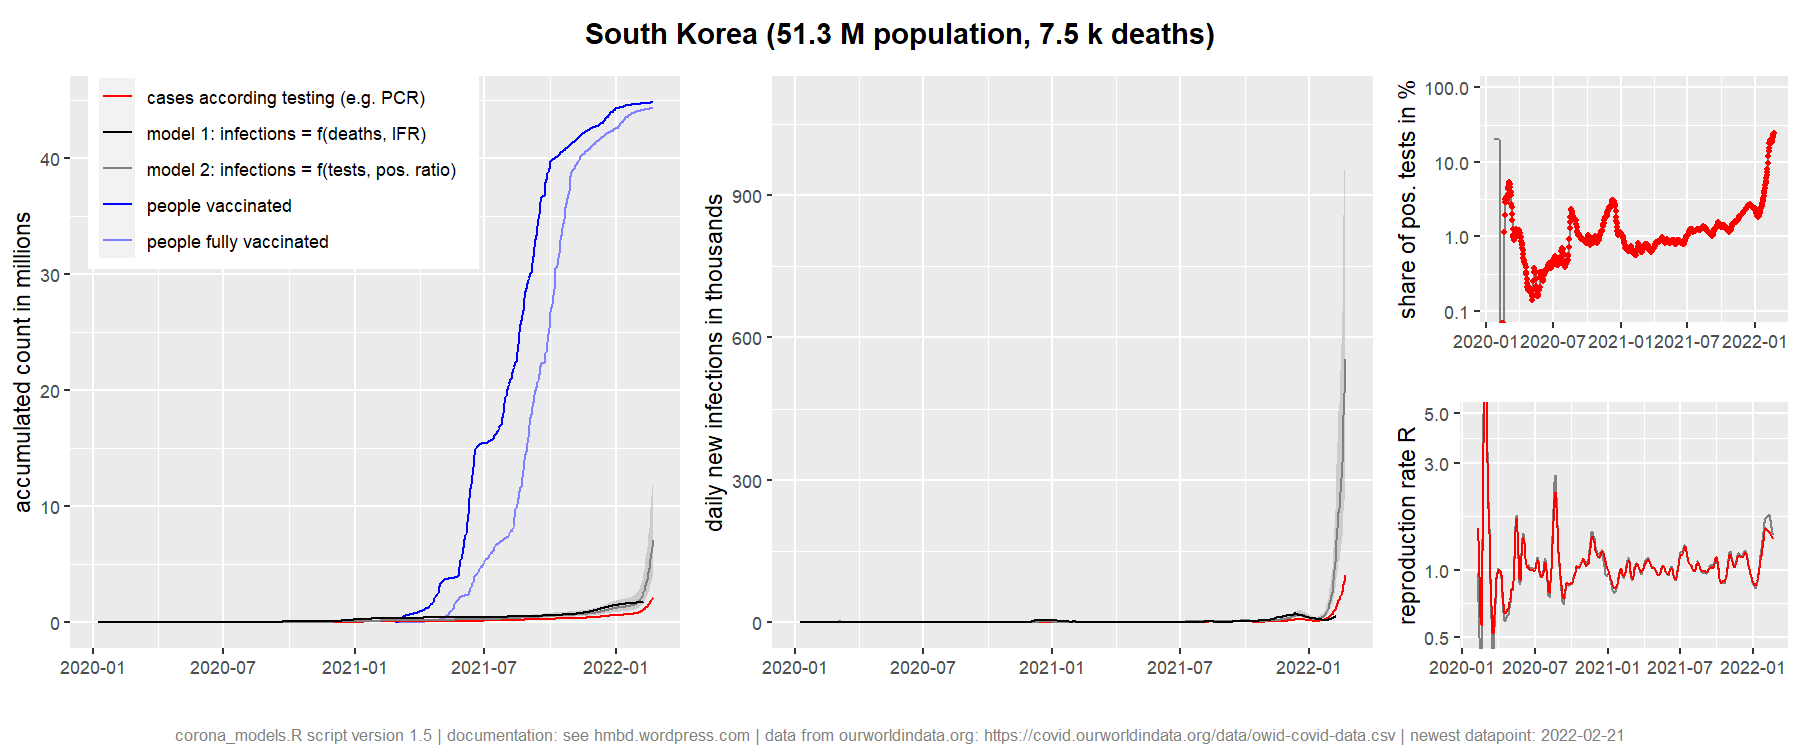 South Korea (51.3 M population, 7.5 k deaths)
accumulated count in millions
40
30
20
10
0
cases according testing (e.g. PCR)
model 1: infections = f(deaths, IFR)
model 2: infections = f(tests, pos. ratio)
people vaccinated
people fully vaccinated
2020-01 2020-07 2021-01 2021-07 2022-01
daily new infections in thousands
900
600
300
0
2020-01 2020-07 2021-01 2021-07 2022-01
share of pos. tests in %
100.0
10.0
1.0
0.1
2020-01 2020-07 2021-01 2021-07 2022-01
reproduction rate R
5.0
3.0
1.0
0.5
2020-01 2020-07 2021-01 2021-07 2022-01
corona_models.R script version 1.5 | documentation: see hmbd.wordpress.com | data from ourworldindata.org: https://covid.ourworldindata.org/data/owid-covid-data.csv | newest datapoint: 2022-02-21